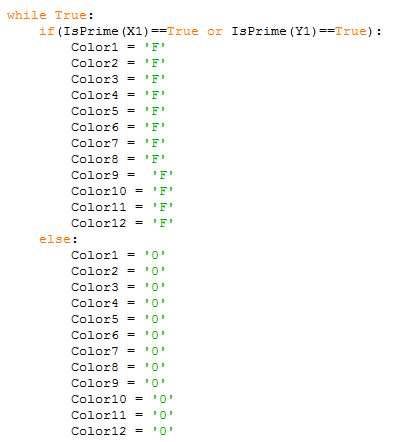 while True:
    if(IsPrime(X1)==True or IsPrime(Y1)==True):
        Color1 = 'F'
        Color2 = 'F'
        Color3 = 'F'
        Color4 = 'F'
        Color5 = 'F'
        Color6 = 'F'
        Color7 = 'F'
        Color8 = 'F'
        Color9 =  'F'
        Color10 = 'F'
        Color11 = 'F'
        Color12 = 'F'
    else:
        Color1 = '0'
        Color2 = '0'
        Color3 = '0'
        Color4 = '0'
        Color5 = '0'
        Color6 = '0'
        Color7 = '0'
        Color8 = '0'
        Color9 = '0'
        Color10 = '0'
        Color11 = '0'
        Color12 = '0'